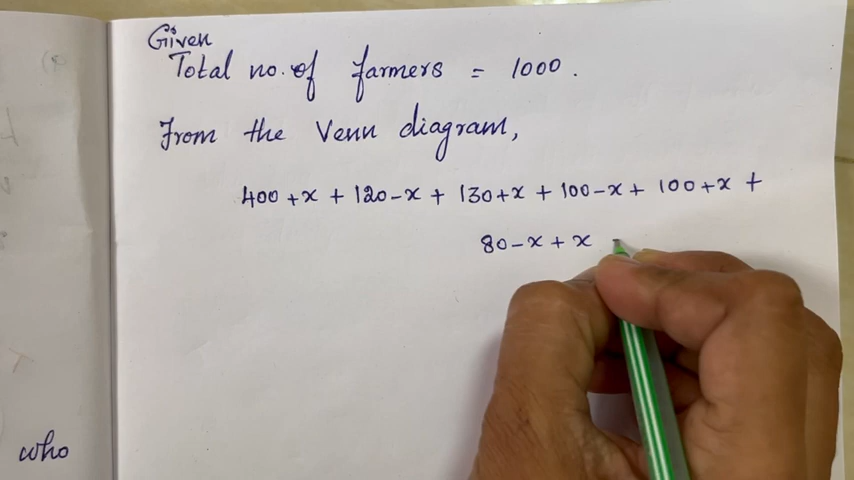 Given
Total no. of farmers = 1000.
From the Venn diagram,
400+x + 120-x + 130+x + 100-x + 100+x +
80-x + x
who